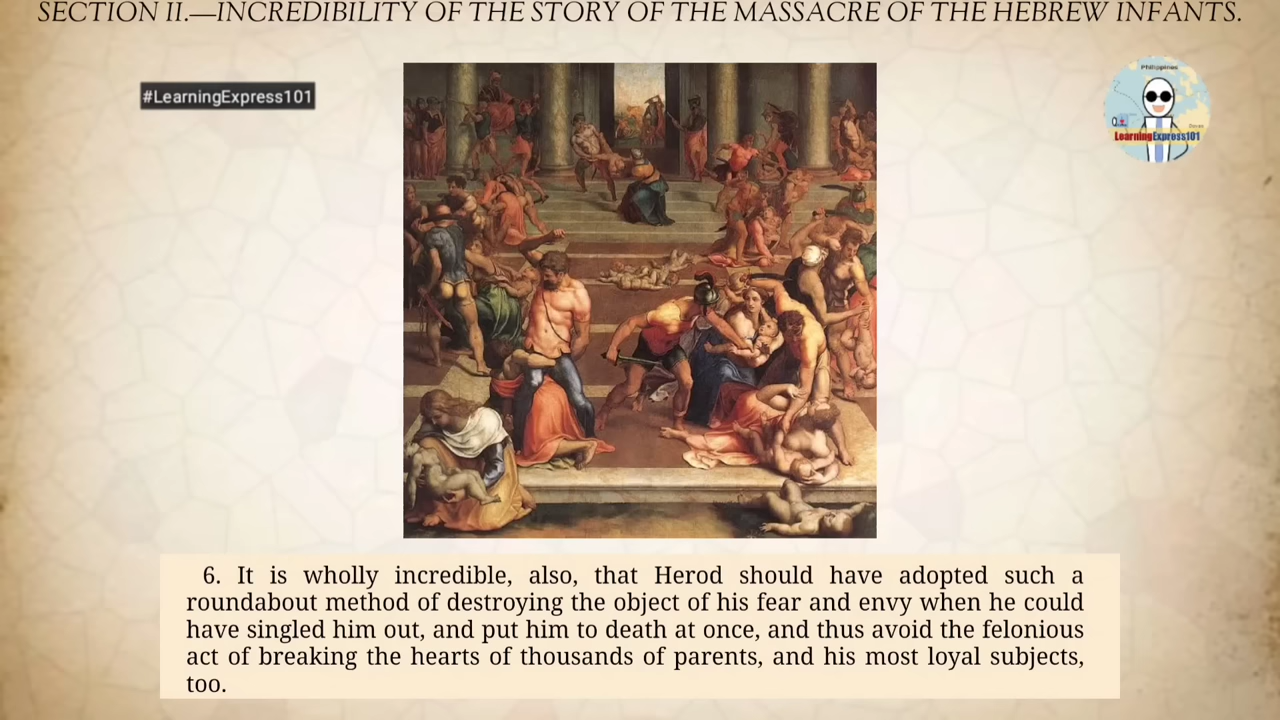 SECTION II.—INCREDIBILITY OF THE STORY OF THE MASSACRE OF THE HEBREW INFANTS.
#LearningExpress101
Philippines
Davao
LearningExpress101
6. It is wholly incredible, also, that Herod should have adopted such a
roundabout method of destroying the object of his fear and envy when he could
have singled him out, and put him to death at once, and thus avoid the felonious
act of breaking the hearts of thousands of parents, and his most loyal subjects,
too.